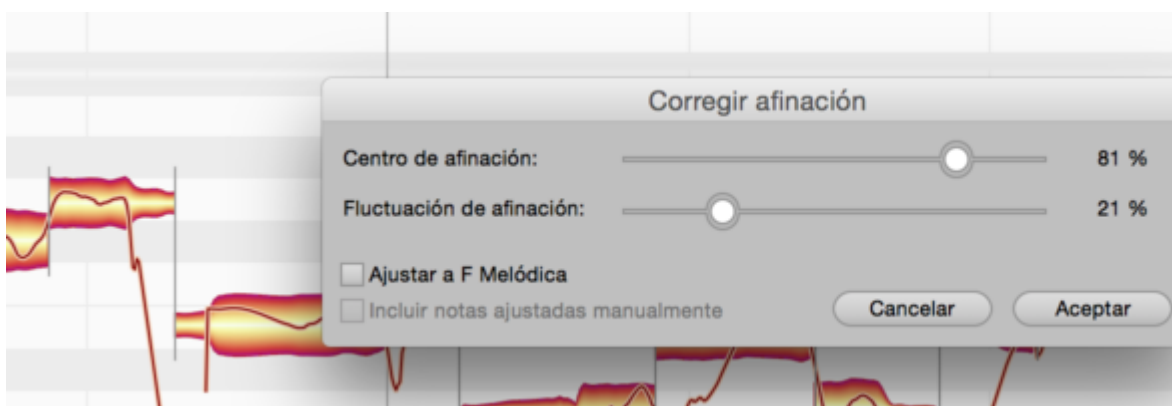 Corregir afinación
Centro de afinación: 81 %
Fluctuación de afinación: 21 %
Ajustar a F Melódica
Incluir notas ajustadas manualmente
Cancelar Aceptar